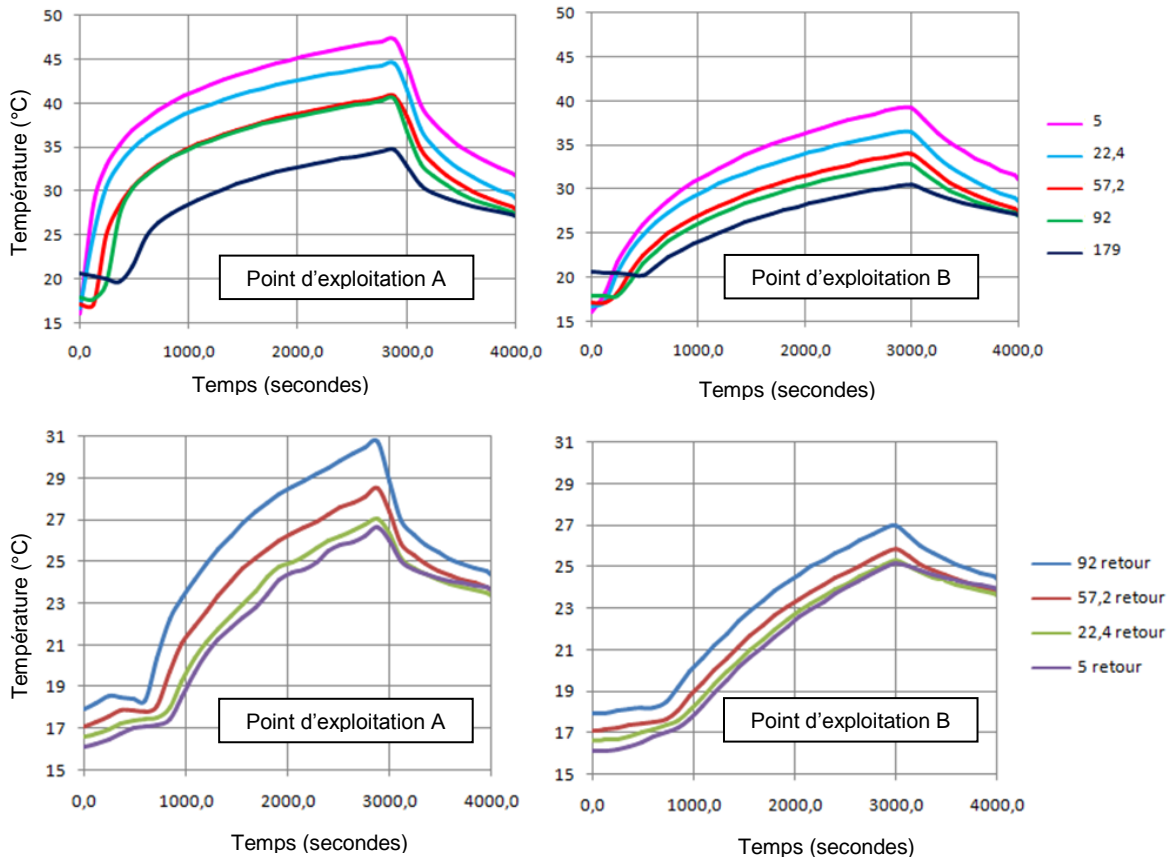 50
45
40
35
30
25
20
15
Température (°C)
Point d'exploitation A
0,0 1000,0 2000,0 3000,0 4000,0
Temps (secondes)
50
45
40
35
30
25
20
15
Point d'exploitation B
0,0 1000,0 2000,0 3000,0 4000,0
Temps (secondes)
5
22,4
57,2
92
179
31
29
27
25
23
21
19
17
15
Température (°C)
Point d'exploitation A
0,0 1000,0 2000,0 3000,0 4000,0
Temps (secondes)
31
29
27
25
23
21
19
17
15
Point d'exploitation B
0,0 1000,0 2000,0 3000,0 4000,0
Temps (secondes)
92 retour
57,2 retour
22,4 retour
5 retour